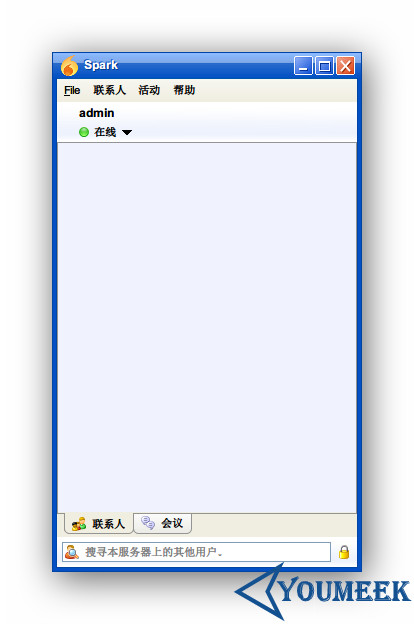 Spark
File 联系人 活动 帮助
admin
在线
联系人 会议
搜寻本服务器上的其他用户。
YOUMEEK